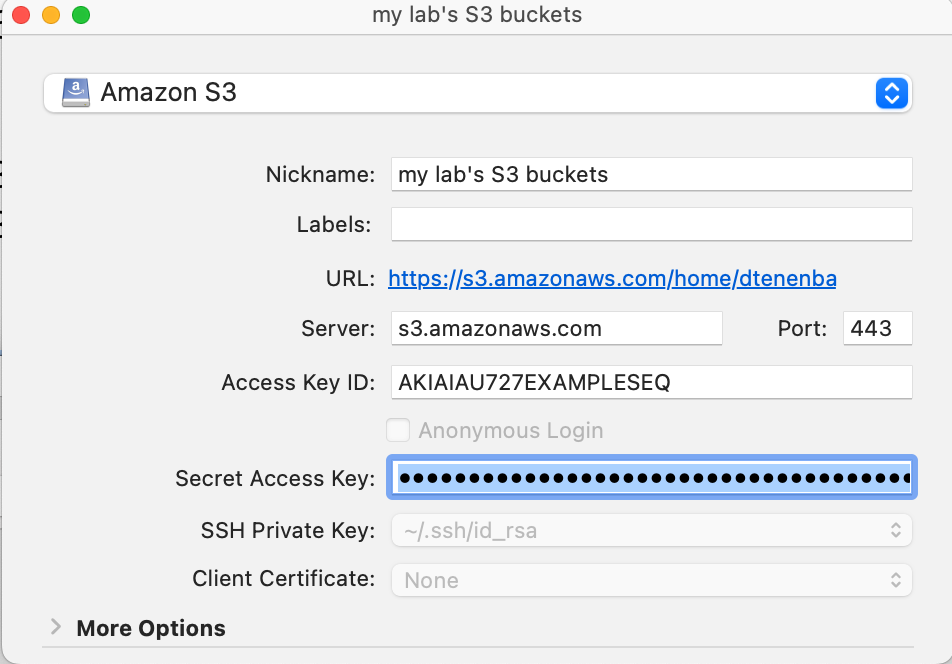 my lab's S3 buckets
Amazon S3
Nickname: my lab's S3 buckets
Labels:
URL: https://s3.amazonaws.com/home/dtenenba
Server: s3.amazonaws.com Port: 443
Access Key ID: AKIAIAU727EXAMPLESEQ
Anonymous Login
Secret Access Key: ••••••••••••••••••••••••••••••••••••
SSH Private Key: ~/.ssh/id_rsa
Client Certificate: None
More Options